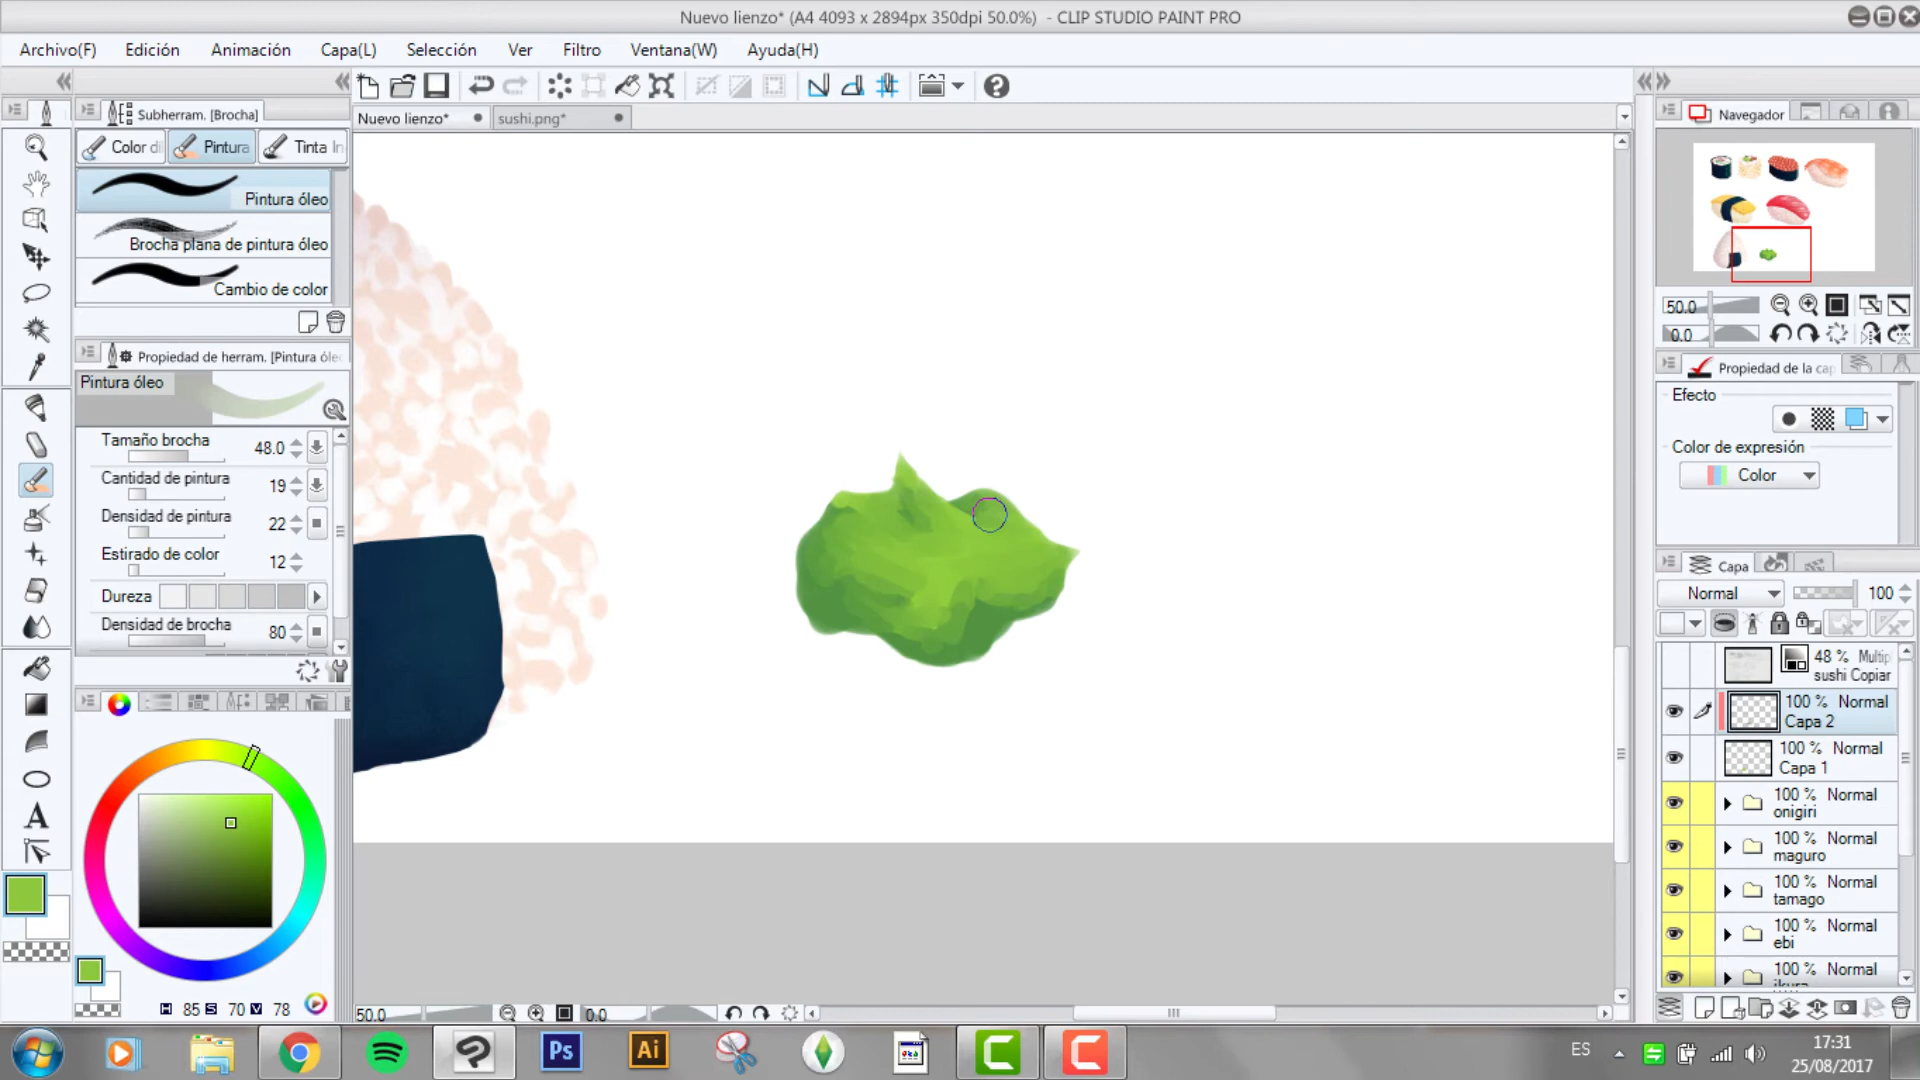 Nuevo lienzo* (A4 4093 x 2894px 350dpi 50.0%) - CLIP STUDIO PAINT PRO
Archivo(F) Edición Animación Capa(L) Selección Ver Filtro Ventana(W) Ayuda(H)
Subherram. [Brocha]
Nuevo lienzo* sushi.png*
Navegador
Color di Pintura Tinta In
Pintura óleo
Brocha plana de pintura óleo
Cambio de color
50.0
0.0
Propiedad de herram. [Pintura óle
Propiedad de la cap
Pintura óleo
Efecto
Tamaño brocha 48.0
Color de expresión
Color
Cantidad de pintura 19
Densidad de pintura 22
Estirado de color 12
Dureza
Densidad de brocha 80
Capa
Normal 100
48 % Multip
sushi Copiar
100 % Normal
Capa 2
100 % Normal
Capa 1
100 % Normal
onigiri
100 % Normal
maguro
100 % Normal
tamago
100 % Normal
ebi
100 % Normal
ikura
H 85 S 70 V 78
50.0 0.0
Ps Ai
ES
17:31
25/08/2017